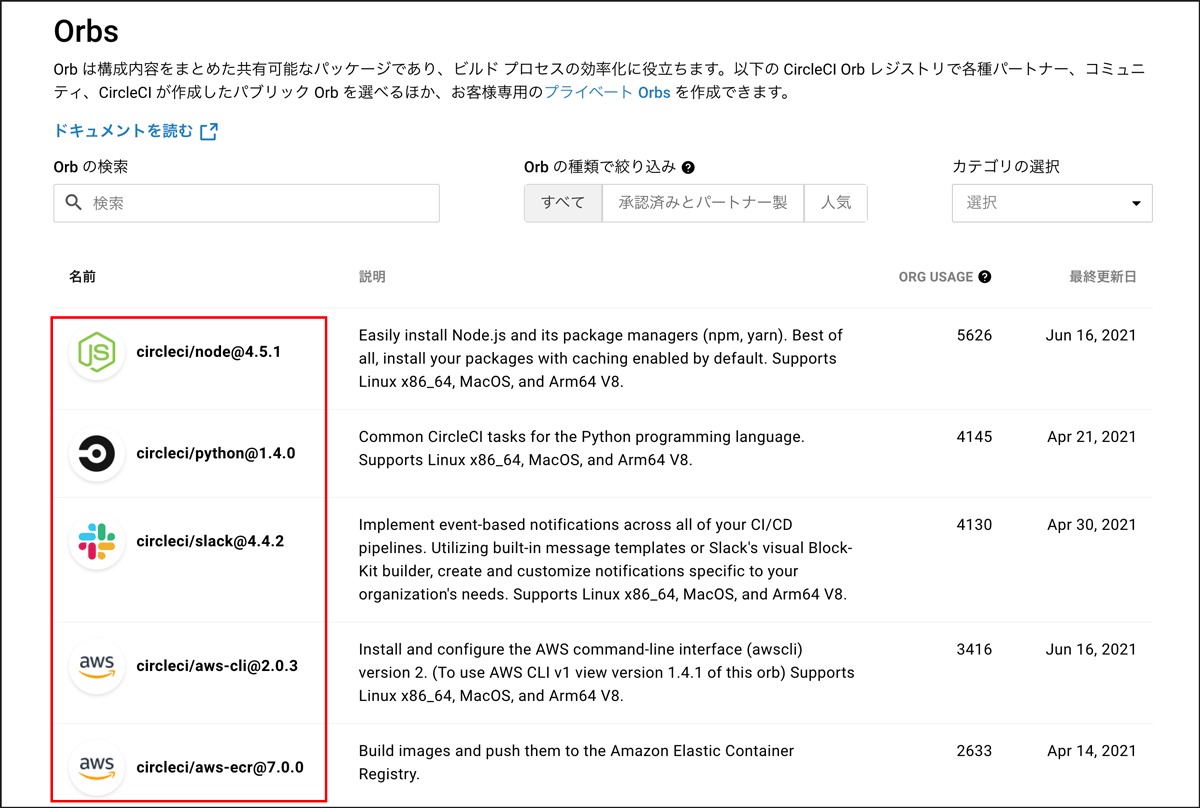 Orbs
Orb は構成内容をまとめた共有可能なパッケージであり、ビルド プロセスの効率化に役立ちます。以下の CircleCI Orb レジストリで各種パートナー、コミュニ
ティ、CircleCI が作成したパブリック Orb を選べるほか、お客様専用のプライベート Orbs を作成できます。
ドキュメントを読む
Orb の検索 Orb の種類で絞り込み ? カテゴリの選択
検索 すべて 承認済みとパートナー製 人気 選択
名前 説明 ORG USAGE ? 最終更新日
JS circleci/node@4.5.1 Easily install Node.js and its package managers (npm, yarn). Best of 5626 Jun 16, 2021
all, install your packages with caching enabled by default. Supports
Linux x86_64, MacOS, and Arm64 V8.
circleci/python@1.4.0 Common CircleCI tasks for the Python programming language. 4145 Apr 21, 2021
Supports Linux x86_64, MacOS, and Arm64 V8.
circleci/slack@4.4.2 Implement event-based notifications across all of your CI/CD 4130 Apr 30, 2021
pipelines. Utilizing built-in message templates or Slack's visual Block-
Kit builder, create and customize notifications specific to your
organization's needs. Supports Linux x86_64, MacOS, and Arm64 V8.
aws circleci/aws-cli@2.0.3 Install and configure the AWS command-line interface (awscli) 3416 Jun 16, 2021
version 2. (To use AWS CLI v1 view version 1.4.1 of this orb) Supports
Linux x86_64, MacOS, and Arm64 V8.
aws circleci/aws-ecr@7.0.0 Build images and push them to the Amazon Elastic Container 2633 Apr 14, 2021
Registry.